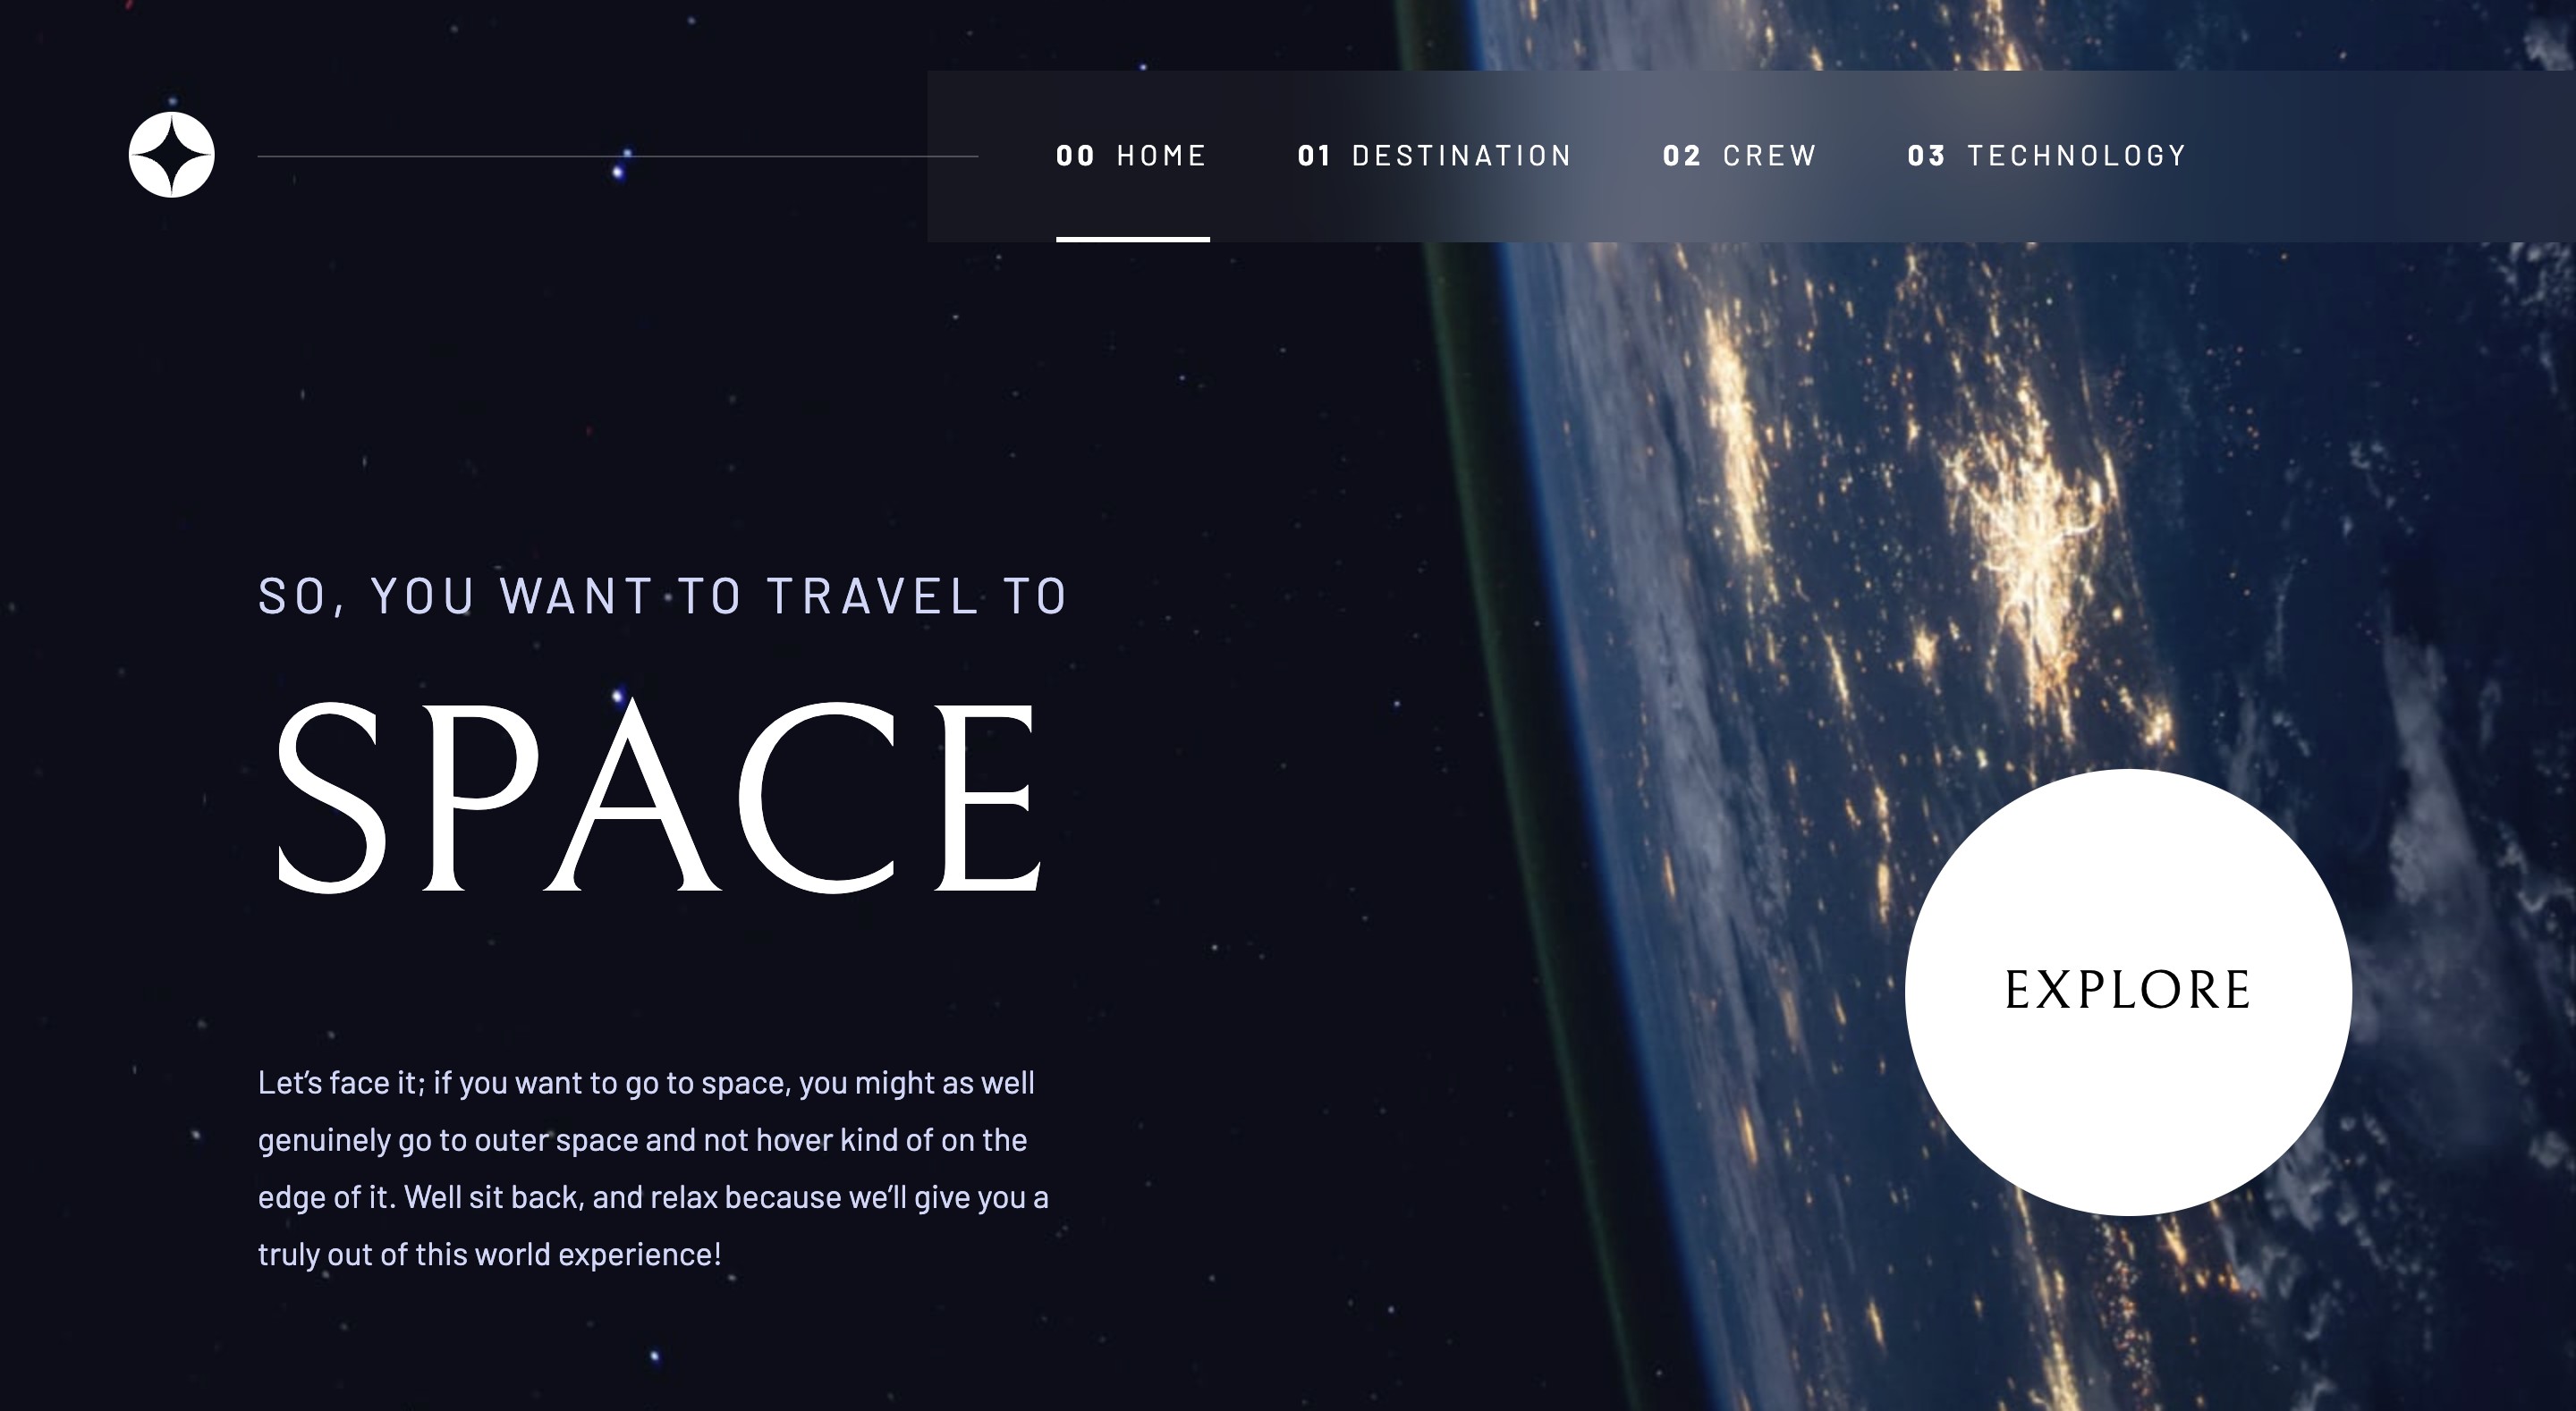 00 HOME 01 DESTINATION 02 CREW 03 TECHNOLOGY
SO, YOU WANT TO TRAVEL TO
SPACE
Let’s face it; if you want to go to space, you might as well
genuinely go to outer space and not hover kind of on the
edge of it. Well sit back, and relax because we’ll give you a
truly out of this world experience!
EXPLORE